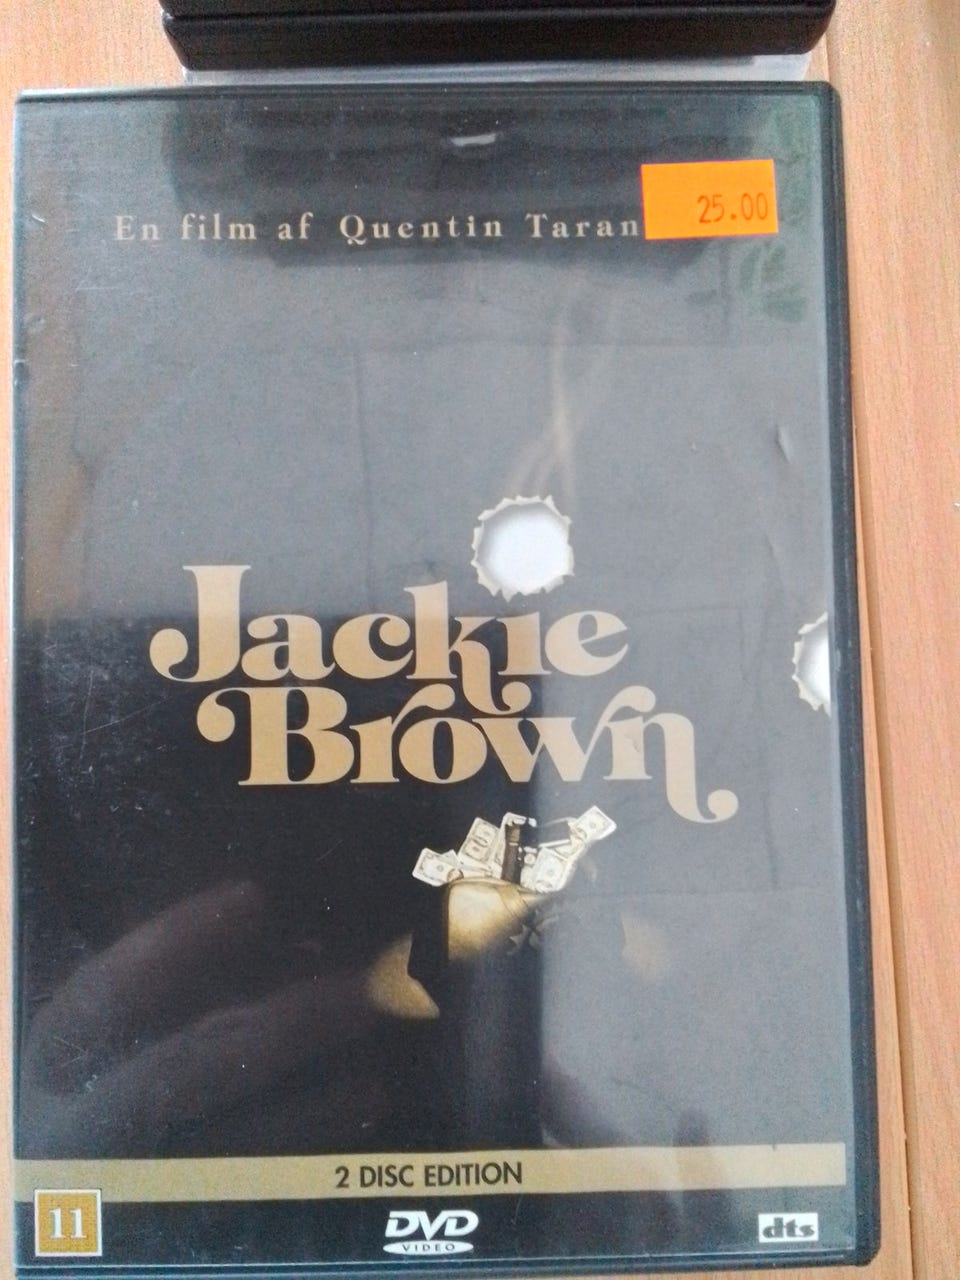 En film af Quentin Taran
25.00
Jackie
Brown
2 DISC EDITION
11
DVD
VIDEO
dts